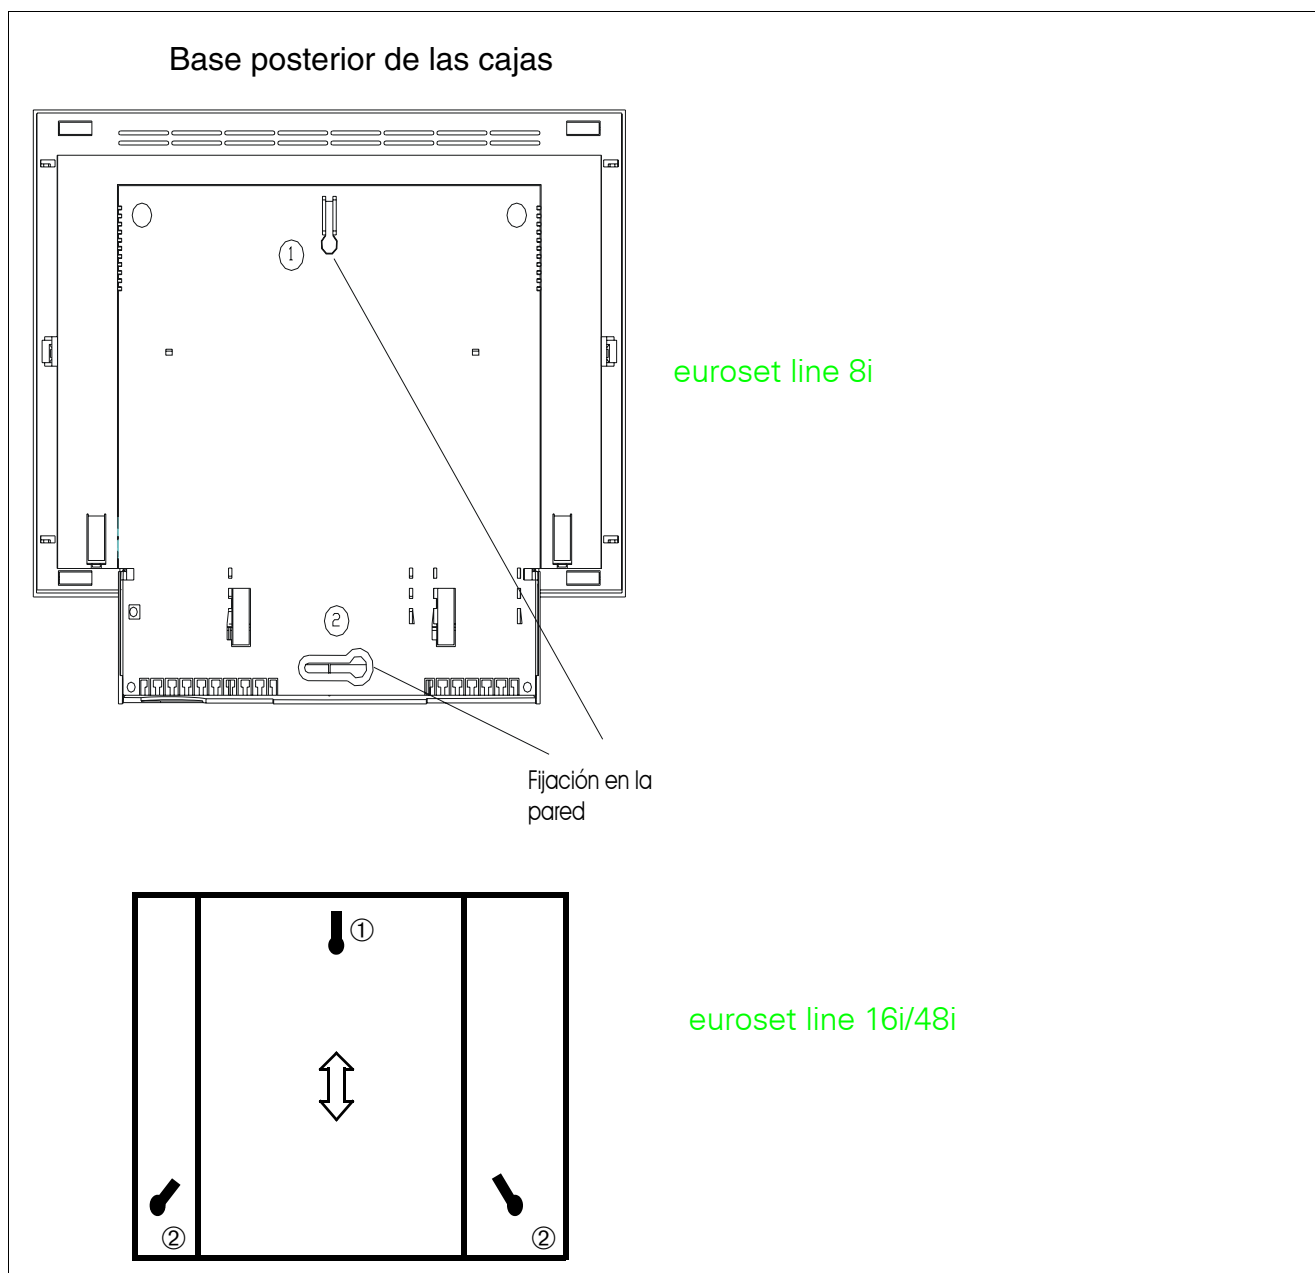 Base posterior de las cajas
1
euroset line 8i
2
Fijación en la
pared
①
euroset line 16i/48i
②
②